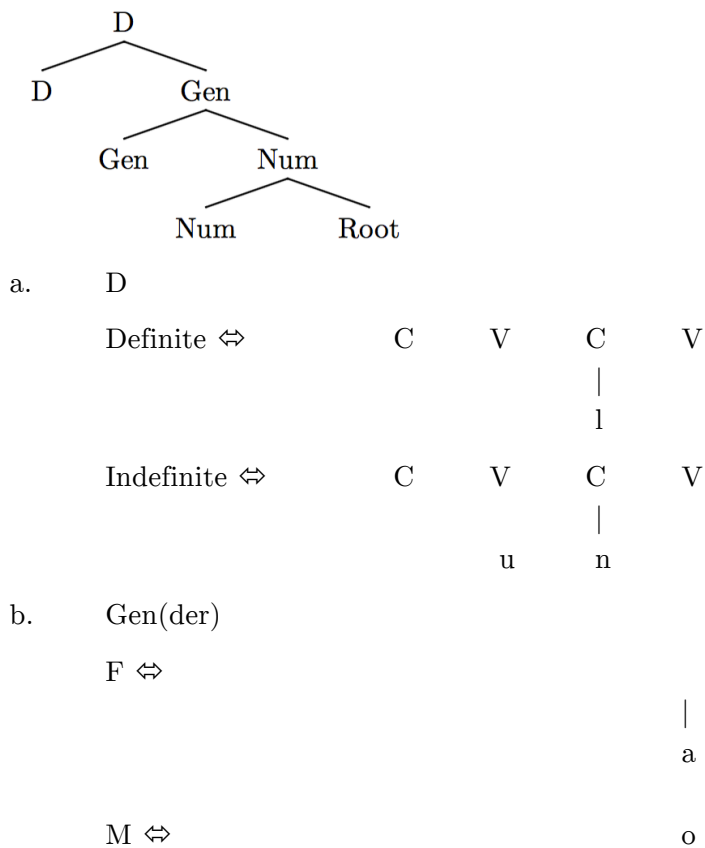 D
D Gen
Gen Num
Num Root
a. D
Definite ⇔ C V C V
|
l
Indefinite ⇔ C V C V
|
u n
b. Gen(der)
F ⇔
|
a
M ⇔ o